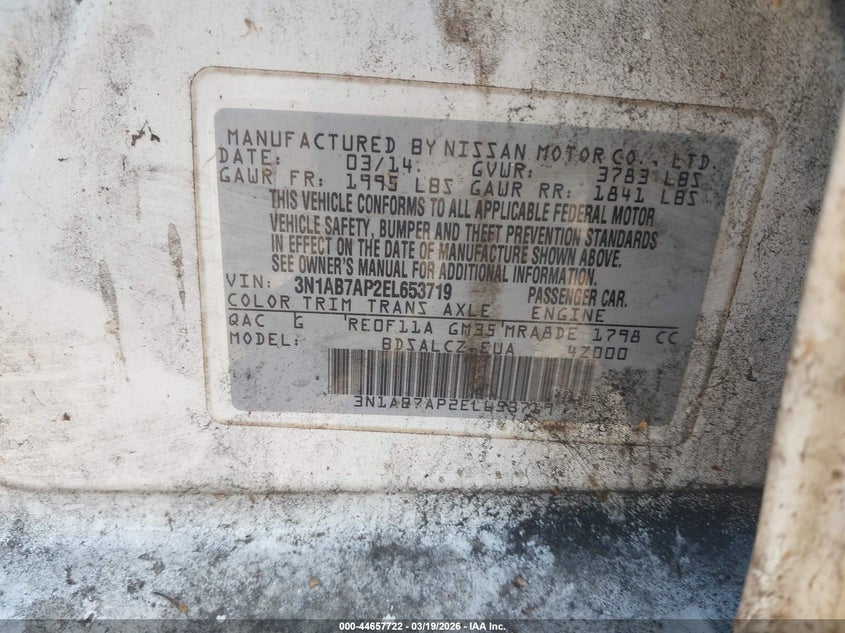 MANUFACTURED BY NISSAN MOTOR CO., LTD.
DATE: 03/14 GVWR: 3783 LBS
GAWR FR: 1995 LBS GAWR RR: 1841 LBS
THIS VEHICLE CONFORMS TO ALL APPLICABLE FEDERAL MOTOR
VEHICLE SAFETY, BUMPER AND THEFT PREVENTION STANDARDS
IN EFFECT ON THE DATE OF MANUFACTURE SHOWN ABOVE.
SEE OWNER'S MANUAL FOR ADDITIONAL INFORMATION.
VIN: 3N1AB7AP2EL653719 PASSENGER CAR.
COLOR TRIM TRANS AXLE ENGINE
QAC G RE0F11A GM35 MRA8DE 1798 CC
MODEL: BDSALCZ-EUA 4Z000
000-44657722 — 03/19/2026 — IAA Inc.